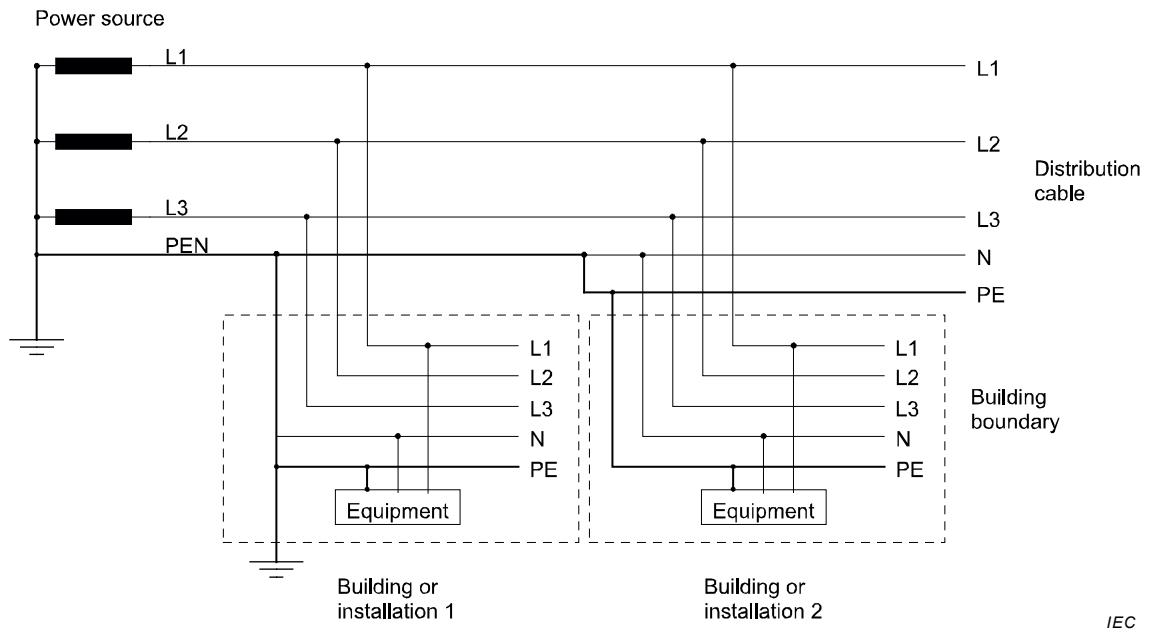 Power source
L1
L1
L2
L2
Distribution
cable
L3
L3
PEN
N
PE
L1
L2
L3
N
PE
Equipment
L1
L2
L3
N
PE
Equipment
Building
boundary
Building or
installation 1
Building or
installation 2
IEC